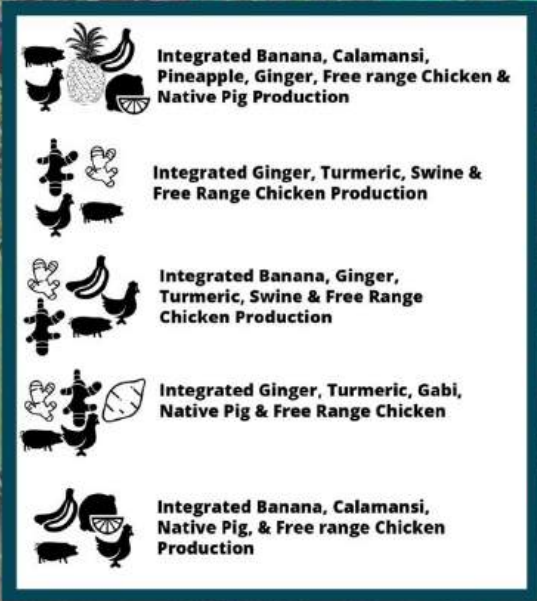 Integrated Banana, Calamansi,
Pineapple, Ginger, Free range Chicken &
Native Pig Production
Integrated Ginger, Turmeric, Swine &
Free Range Chicken Production
Integrated Banana, Ginger,
Turmeric, Swine & Free Range
Chicken Production
Integrated Ginger, Turmeric, Gabi,
Native Pig & Free Range Chicken
Integrated Banana, Calamansi,
Native Pig, & Free range Chicken
Production